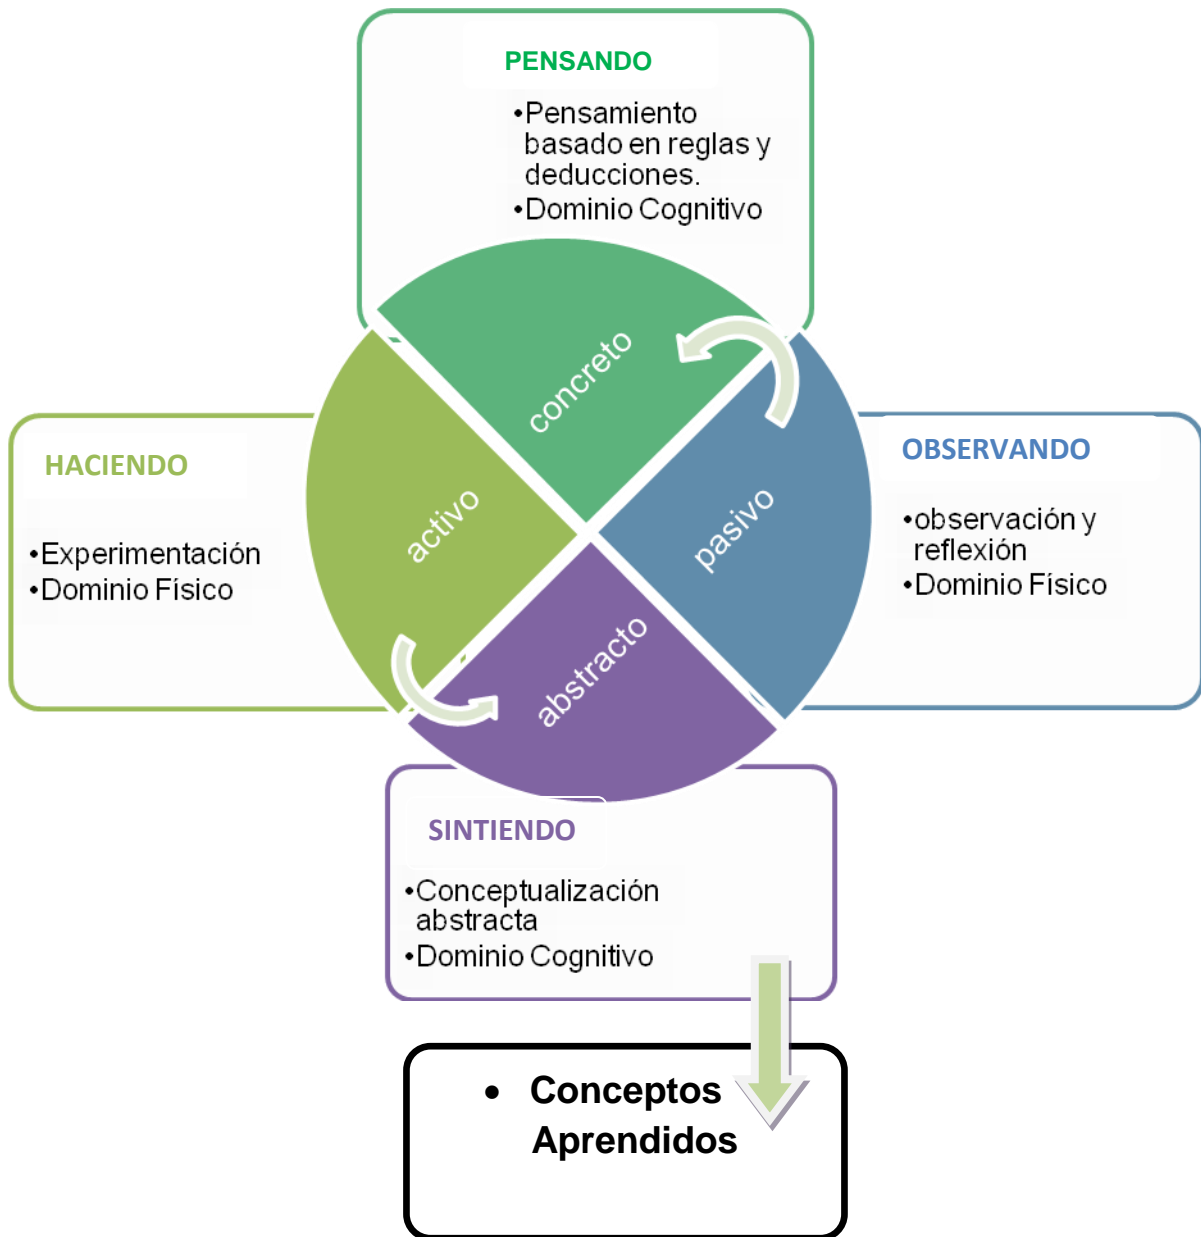 PENSANDO
•Pensamiento
basado en reglas y
deducciones.
•Dominio Cognitivo
concreto
HACIENDO
•Experimentación
•Dominio Físico
activo
pasivo
OBSERVANDO
•observación y
reflexión
•Dominio Físico
abstracto
SINTIENDO
•Conceptualización
abstracta
•Dominio Cognitivo
• Conceptos
Aprendidos